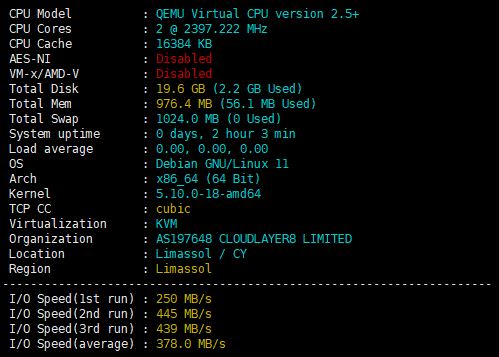 CPU Model : QEMU Virtual CPU version 2.5+
CPU Cores : 2 @ 2397.222 MHz
CPU Cache : 16384 KB
AES-NI : Disabled
VM-x/AMD-V : Disabled
Total Disk : 19.6 GB (2.2 GB Used)
Total Mem : 976.4 MB (56.1 MB Used)
Total Swap : 1024.0 MB (0 Used)
System uptime : 0 days, 2 hour 3 min
Load average : 0.00, 0.00, 0.00
OS : Debian GNU/Linux 11
Arch : x86_64 (64 Bit)
Kernel : 5.10.0-18-amd64
TCP CC : cubic
Virtualization : KVM
Organization : AS197648 CLOUDLAYER8 LIMITED
Location : Limassol / CY
Region : Limassol
----------------------------------------------------------------------
I/O Speed(1st run) : 250 MB/s
I/O Speed(2nd run) : 445 MB/s
I/O Speed(3rd run) : 439 MB/s
I/O Speed(average) : 378.0 MB/s